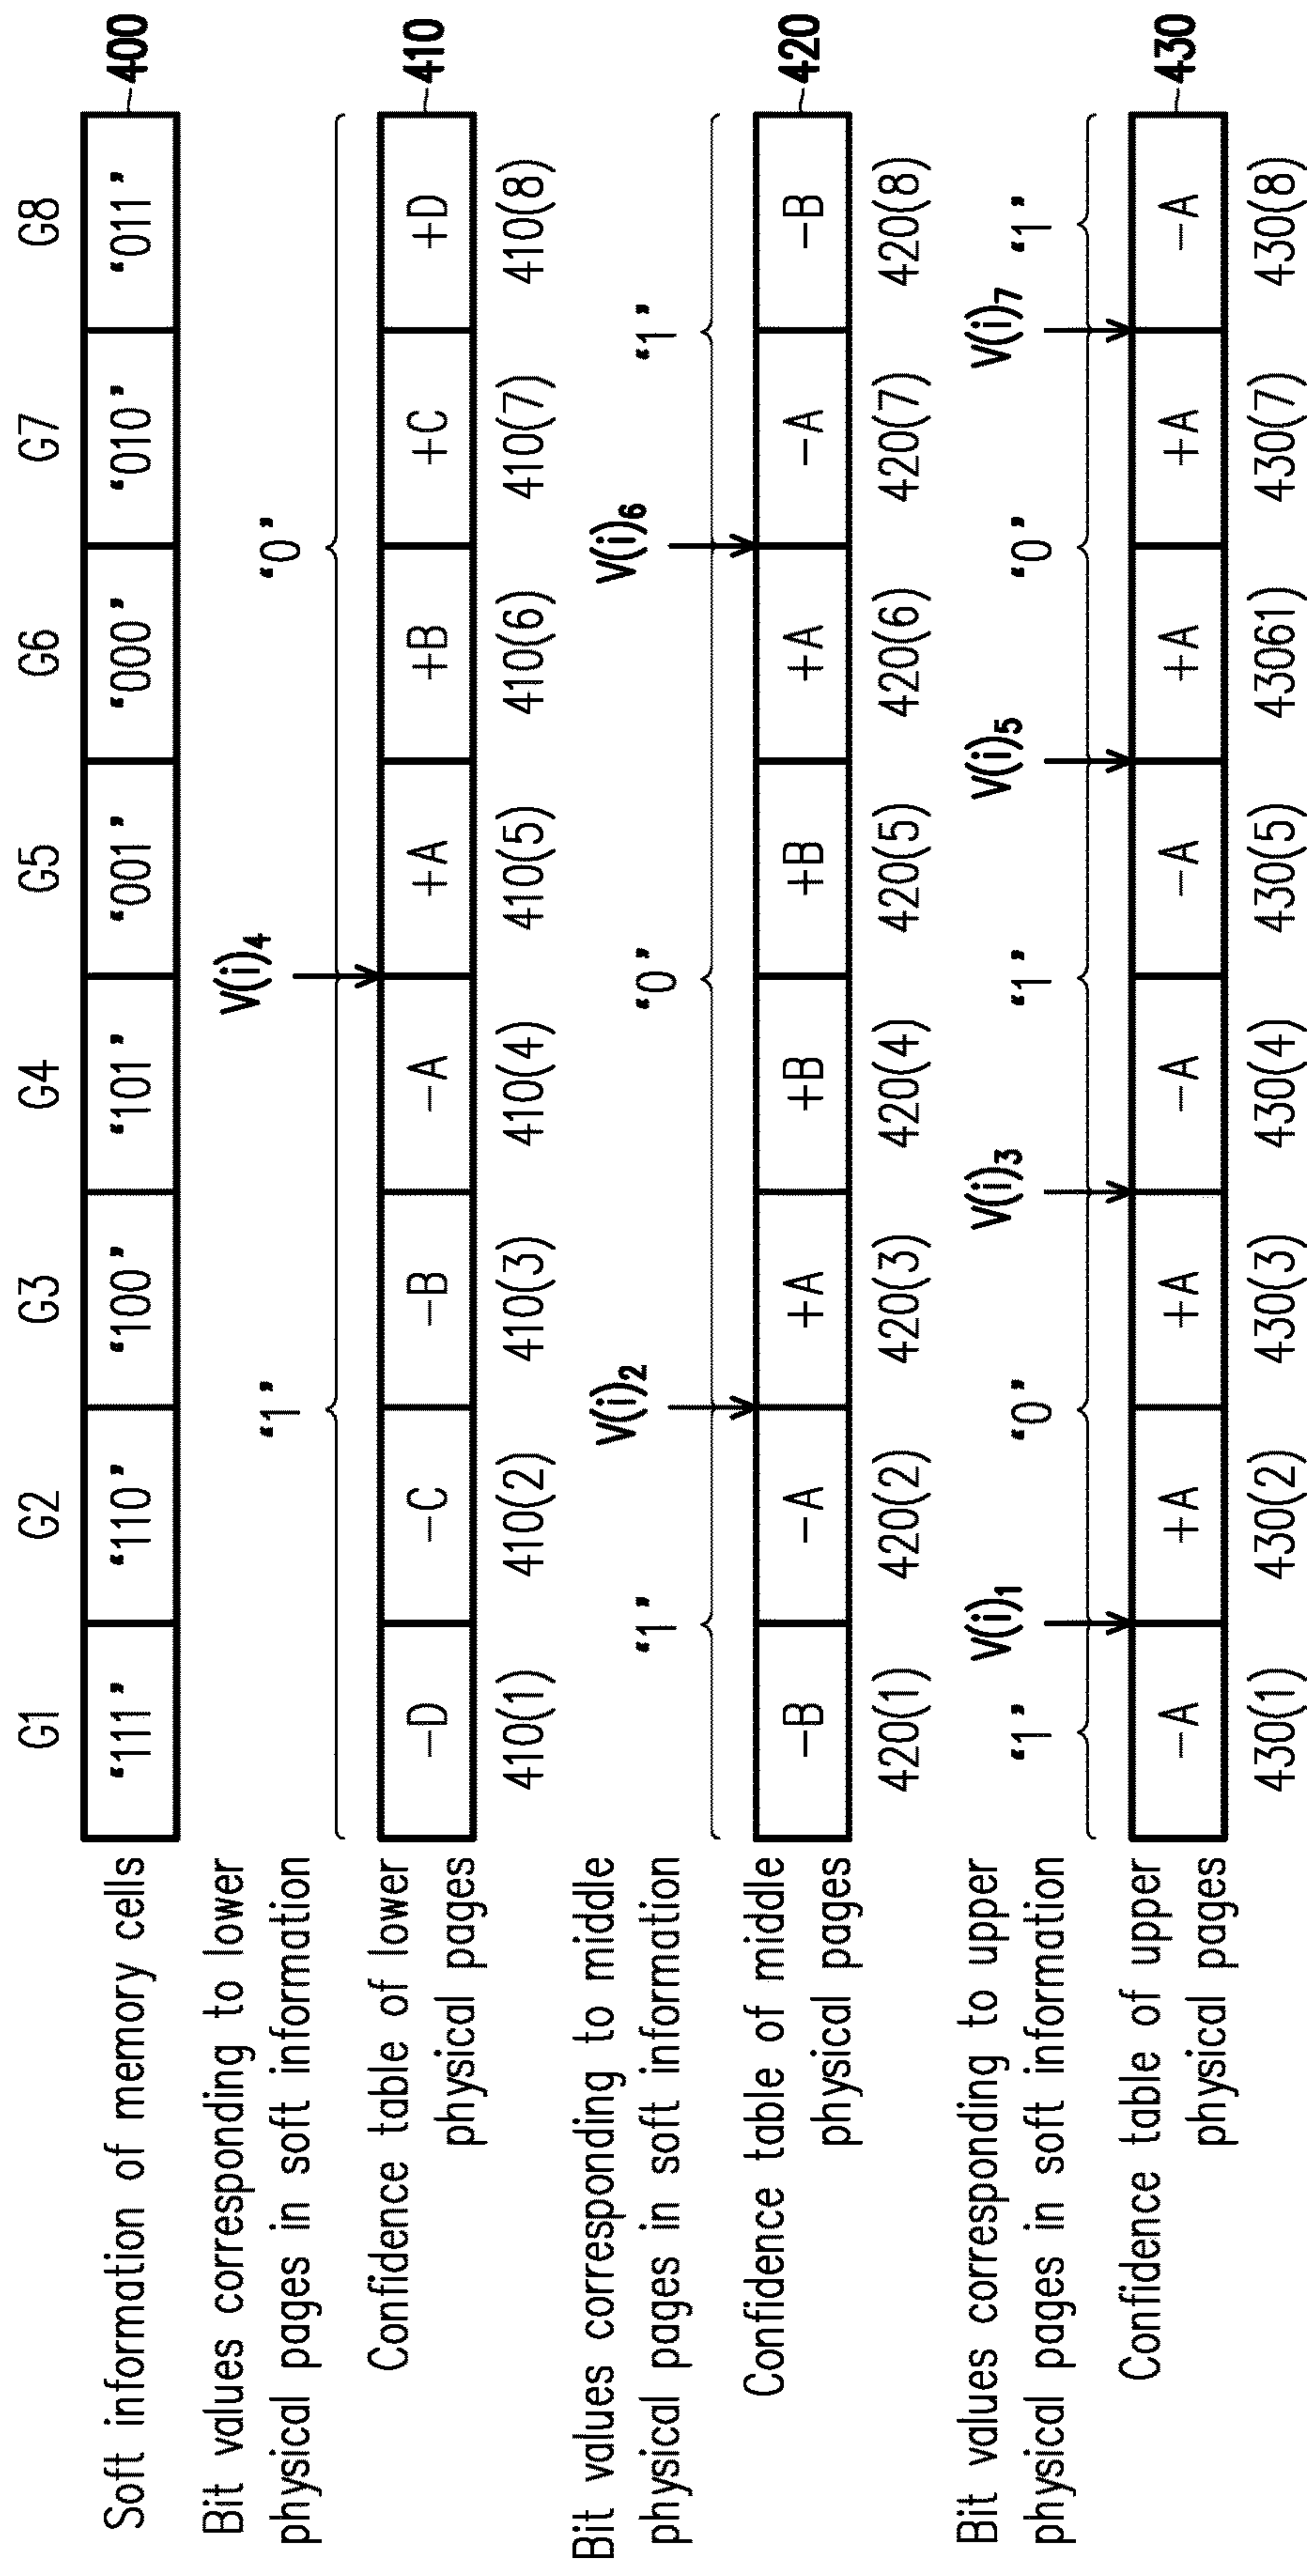 G1 G2 G3 G4 G5 G6 G7 G8
Soft information of memory cells “111” “110” “100” “101” “001” “000” “010” “011” 400
V(i)4
Bit values corresponding to lower
physical pages in soft information “1” “0”
Confidence table of lower
physical pages −D −C −B −A +A +B +C +D 410
410(1) 410(2) 410(3) 410(4) 410(5) 410(6) 410(7) 410(8)
V(i)2 V(i)6
Bit values corresponding to middle
physical pages in soft information “1” “0” “1”
Confidence table of middle
physical pages −B −A +A +B +B +A −A −B 420
420(1) 420(2) 420(3) 420(4) 420(5) 420(6) 420(7) 420(8)
V(i)1 V(i)3 V(i)5 V(i)7
Bit values corresponding to upper
physical pages in soft information “1” “0” “1” “0” “1”
Confidence table of upper
physical pages −A +A +A −A −A +A +A −A 430
430(1) 430(2) 430(3) 430(4) 430(5) 43061) 430(7) 430(8)